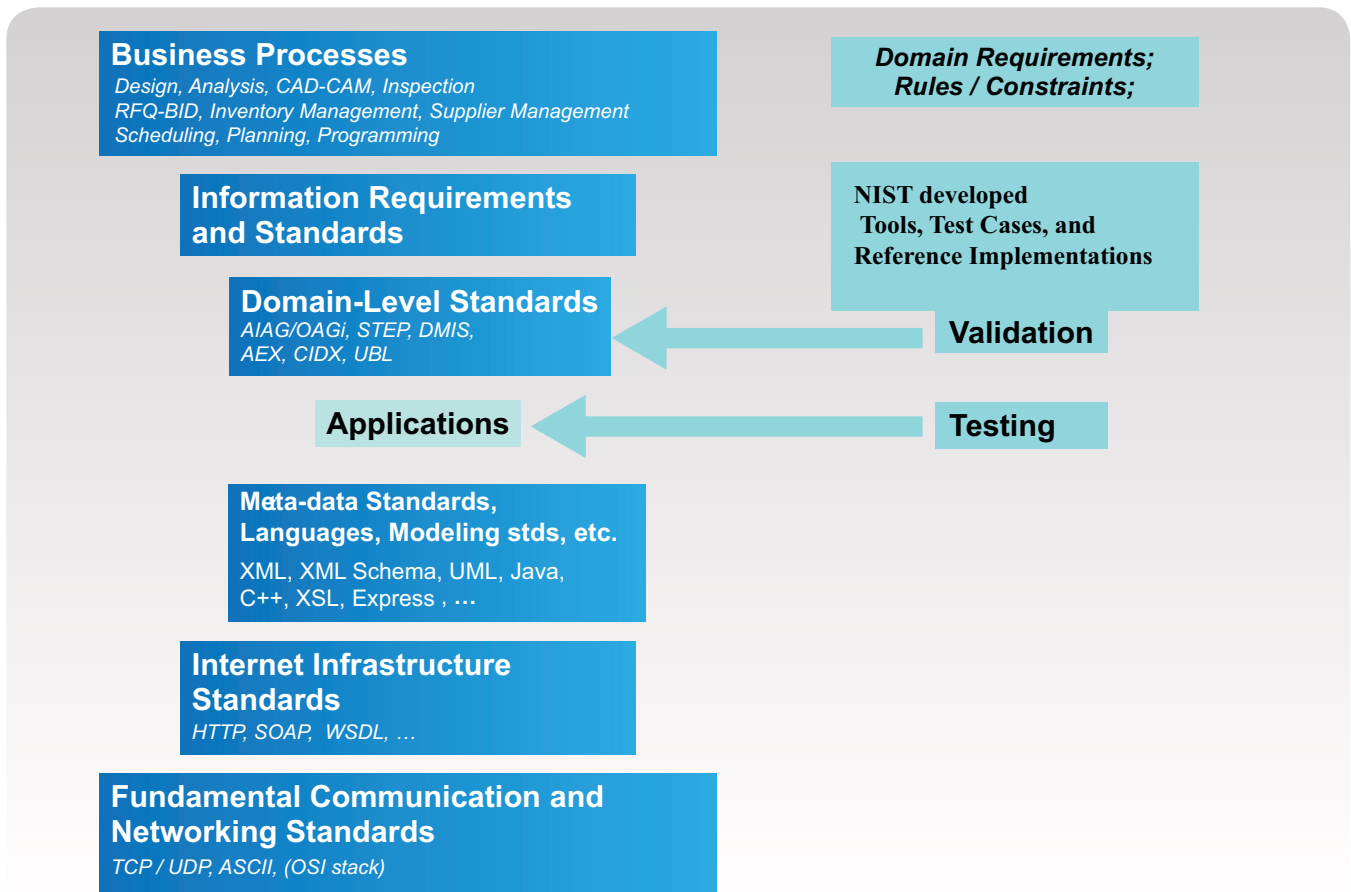 Business Processes
Design, Analysis, CAD-CAM, Inspection
RFQ-BID, Inventory Management, Supplier Management
Scheduling, Planning, Programming
Domain Requirements;
Rules / Constraints;
Information Requirements
and Standards
NIST developed
Tools, Test Cases, and
Reference Implementations
Domain-Level Standards
AIAG/OAGi, STEP, DMIS,
AEX, CIDX, UBL
Validation
Applications
Testing
Meta-data Standards,
Languages, Modeling stds, etc.
XML, XML Schema, UML, Java,
C++, XSL, Express , ...
Internet Infrastructure
Standards
HTTP, SOAP, WSDL, ...
Fundamental Communication and
Networking Standards
TCP / UDP, ASCII, (OSI stack)